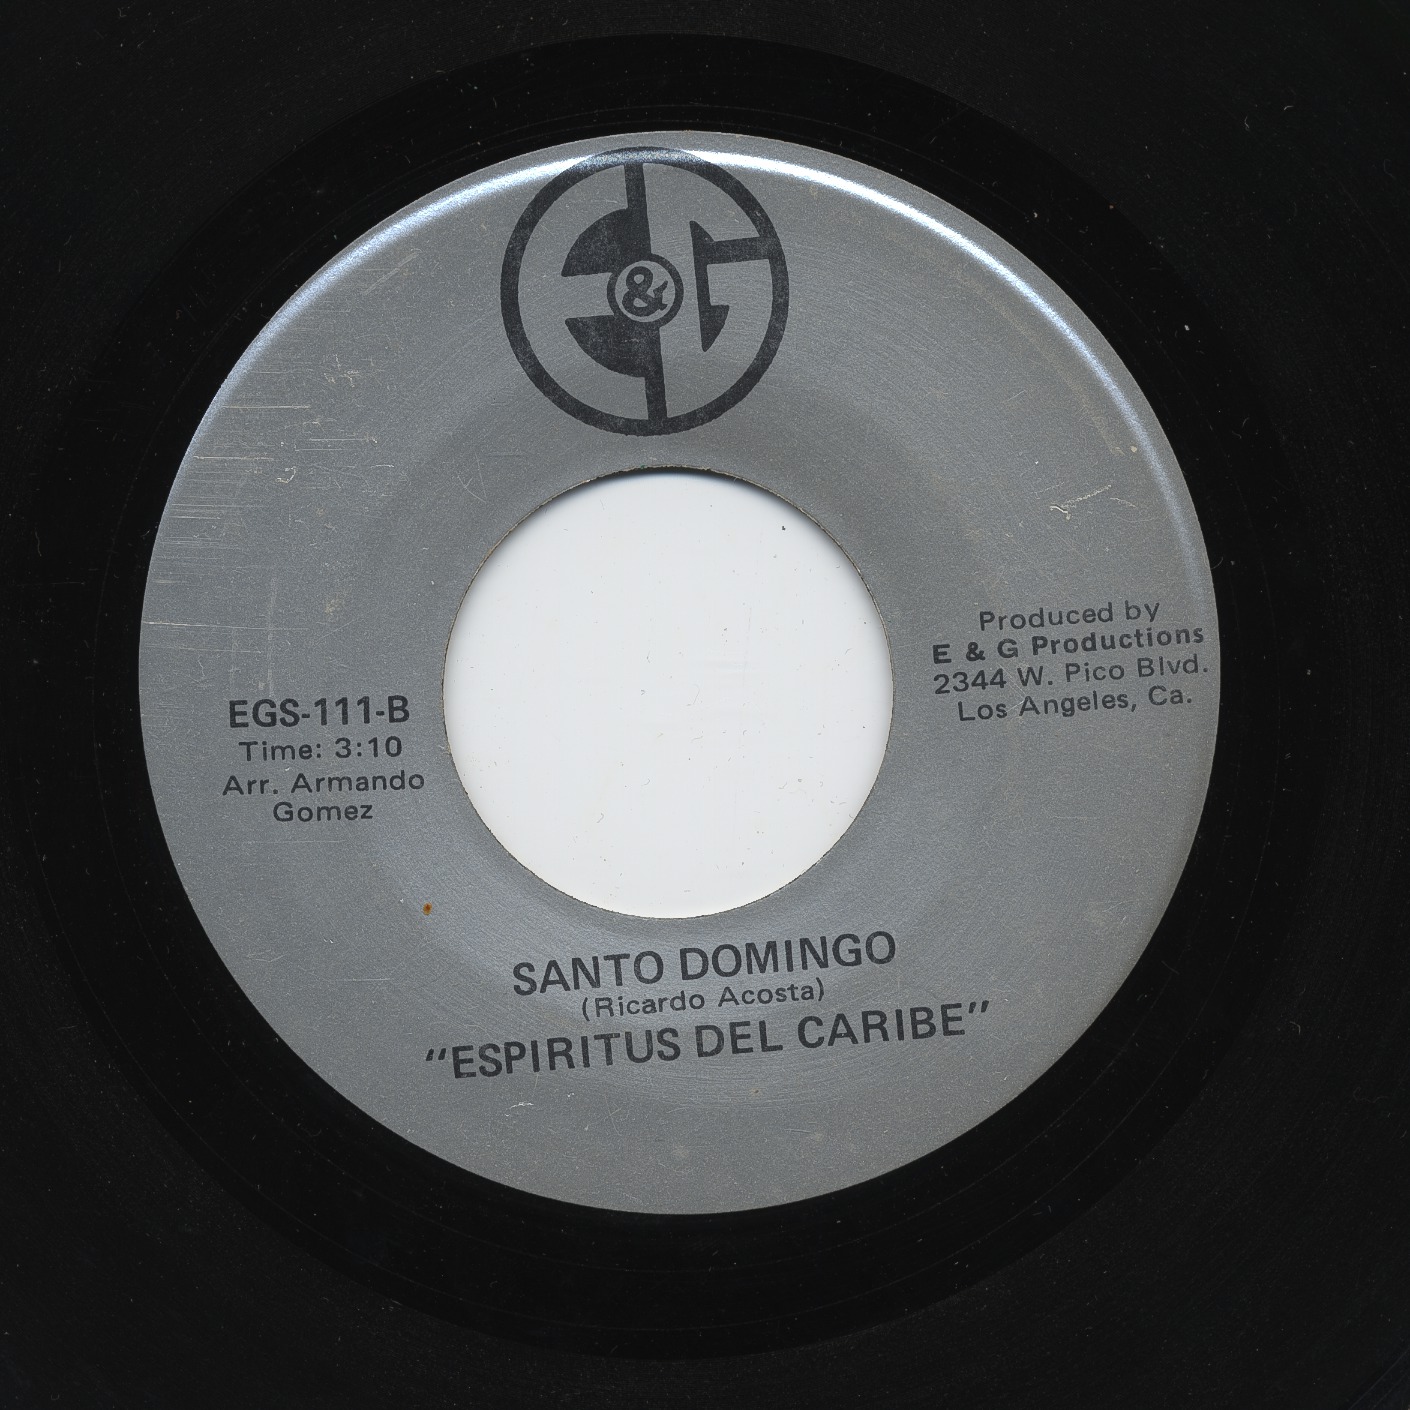 E&G
EGS-111-B
Time: 3:10
Arr. Armando
Gomez
Produced by
E & G Productions
2344 W. Pico Blvd.
Los Angeles, Ca.
SANTO DOMINGO
(Ricardo Acosta)
"ESPIRITUS DEL CARIBE"